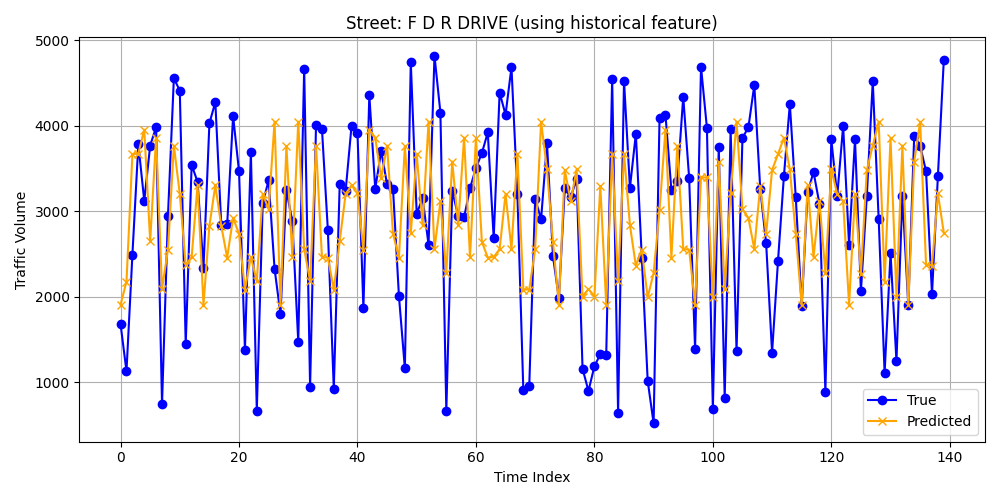 Street: F D R DRIVE (using historical feature)
Traffic Volume
5000
4000
3000
2000
1000
0 20 40 60 80 100 120 140
Time Index
True
Predicted